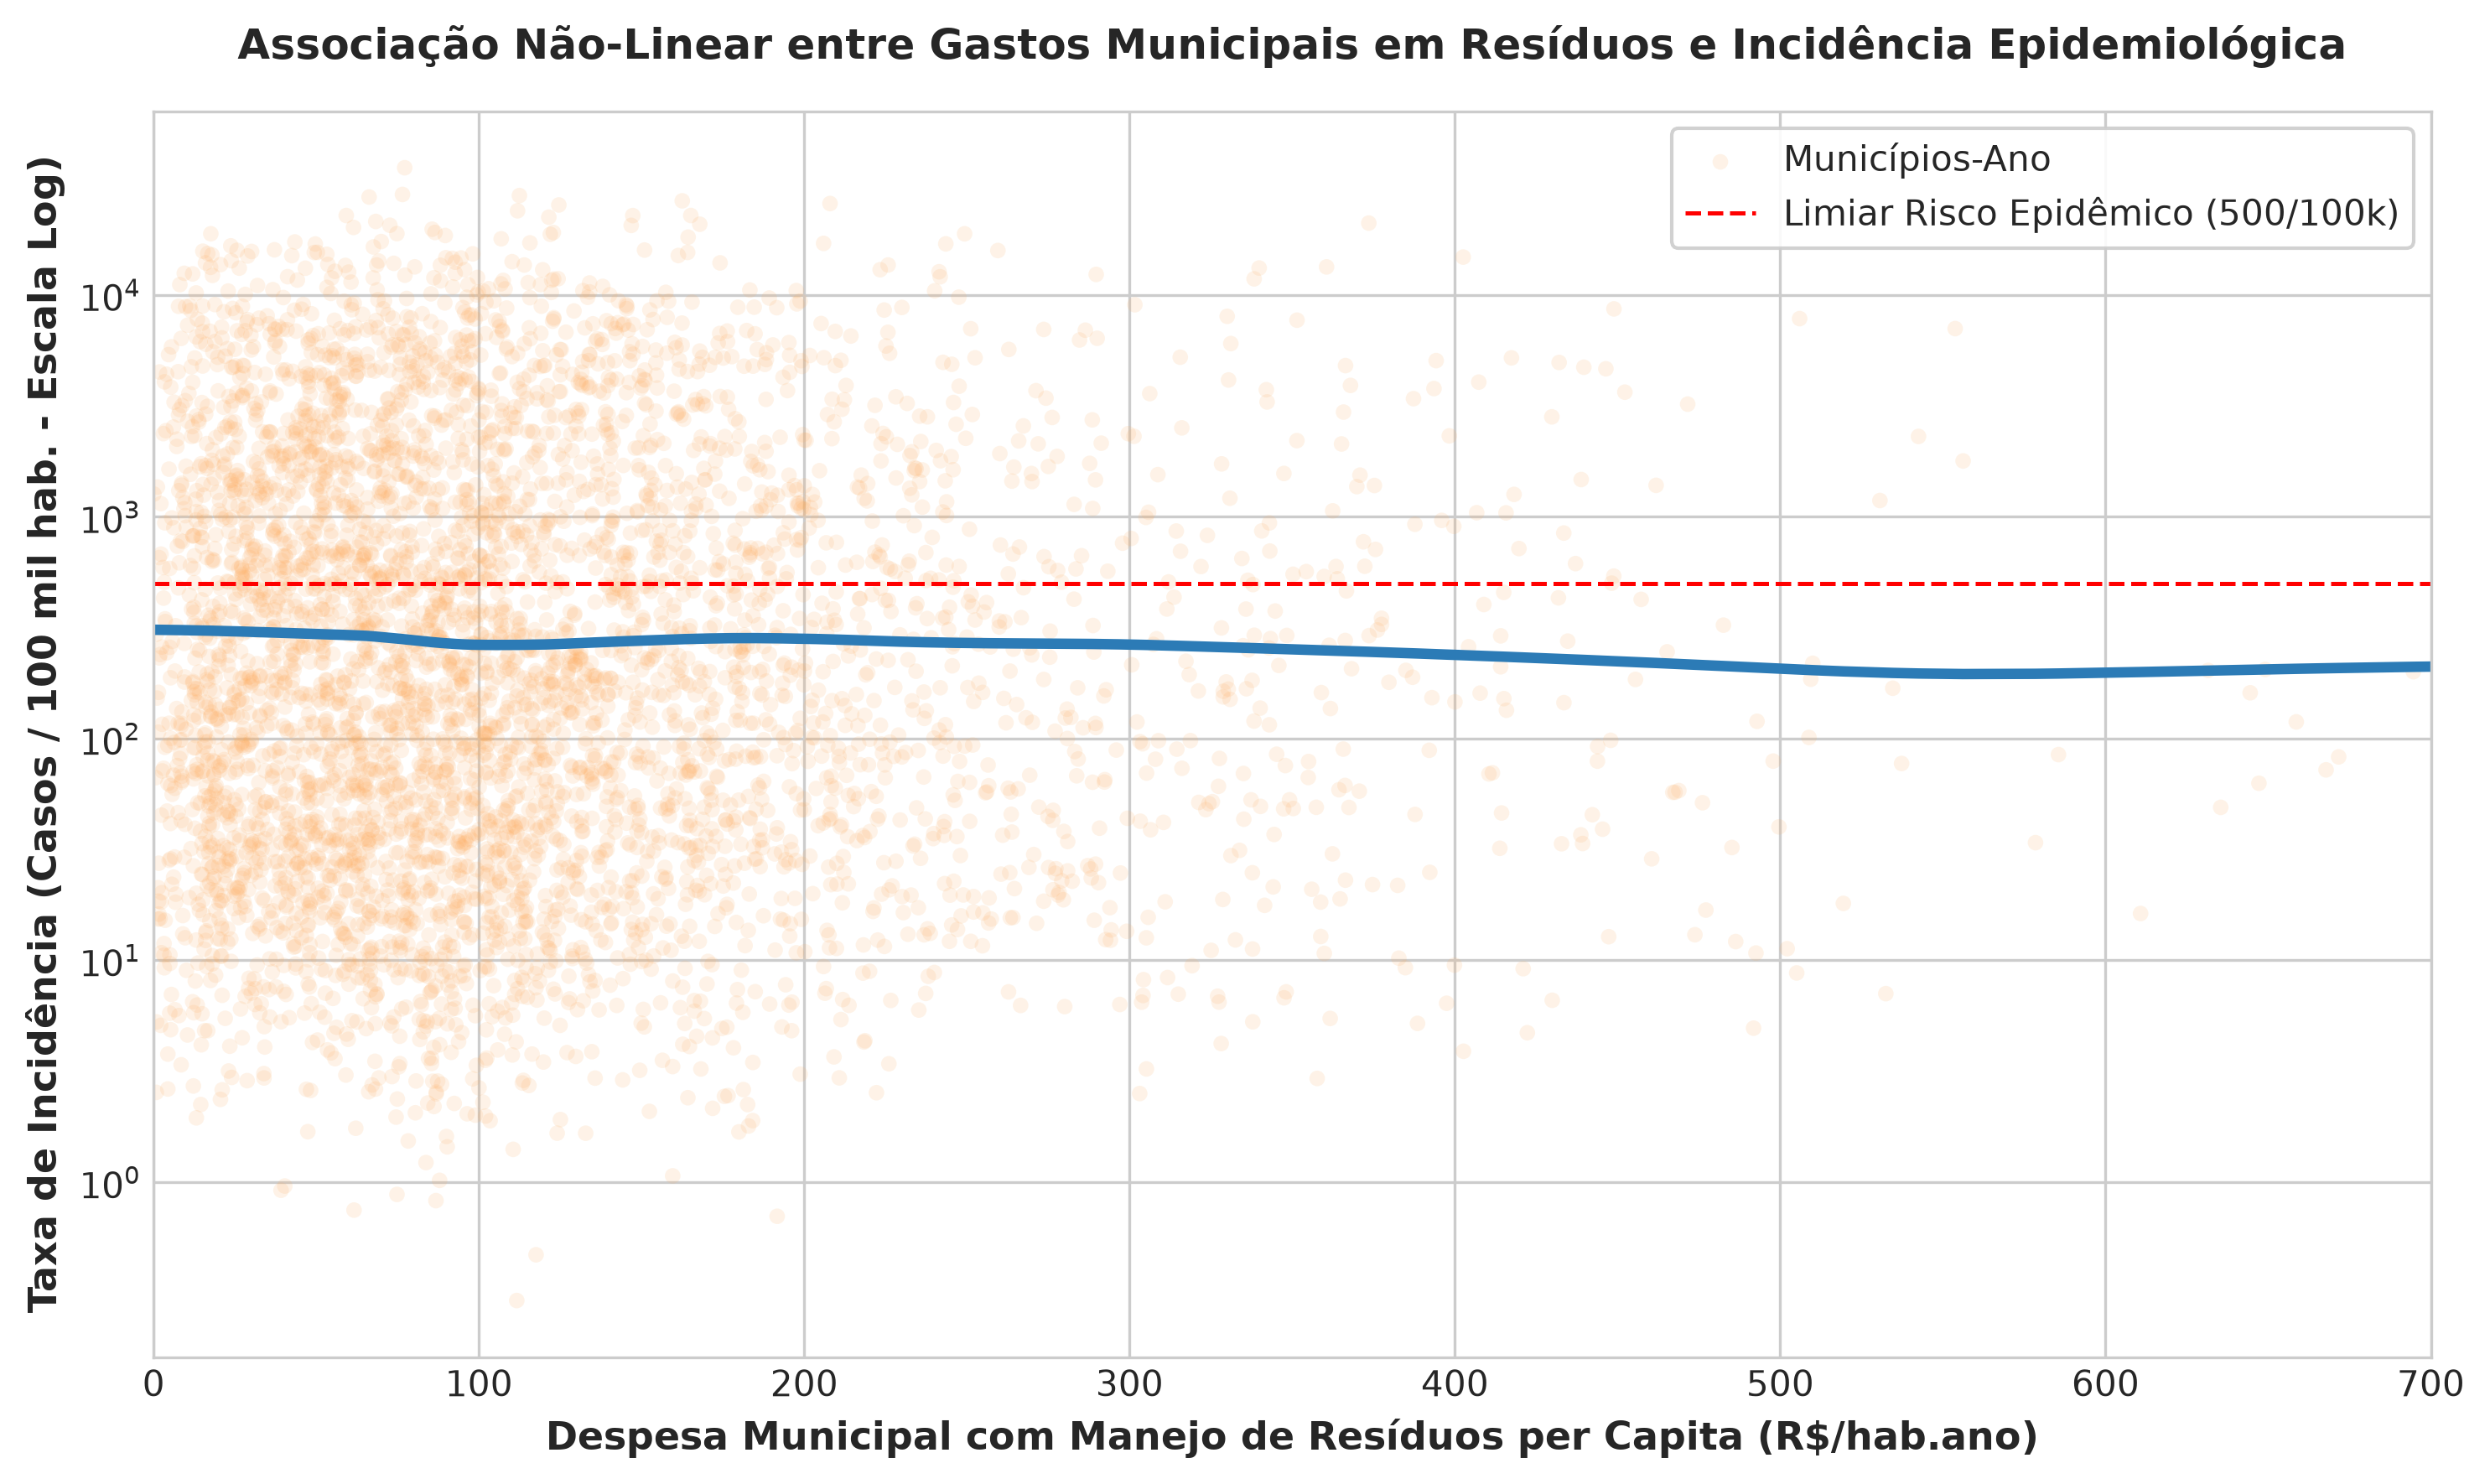 Associação Não-Linear entre Gastos Municipais em Resíduos e Incidência Epidemiológica
Municípios-Ano
Limiar Risco Epidêmico (500/100k)
Taxa de Incidência (Casos / 100 mil hab. - Escala Log)
10⁴
10³
10²
10¹
10⁰
0 100 200 300 400 500 600 700
Despesa Municipal com Manejo de Resíduos per Capita (R$/hab.ano)